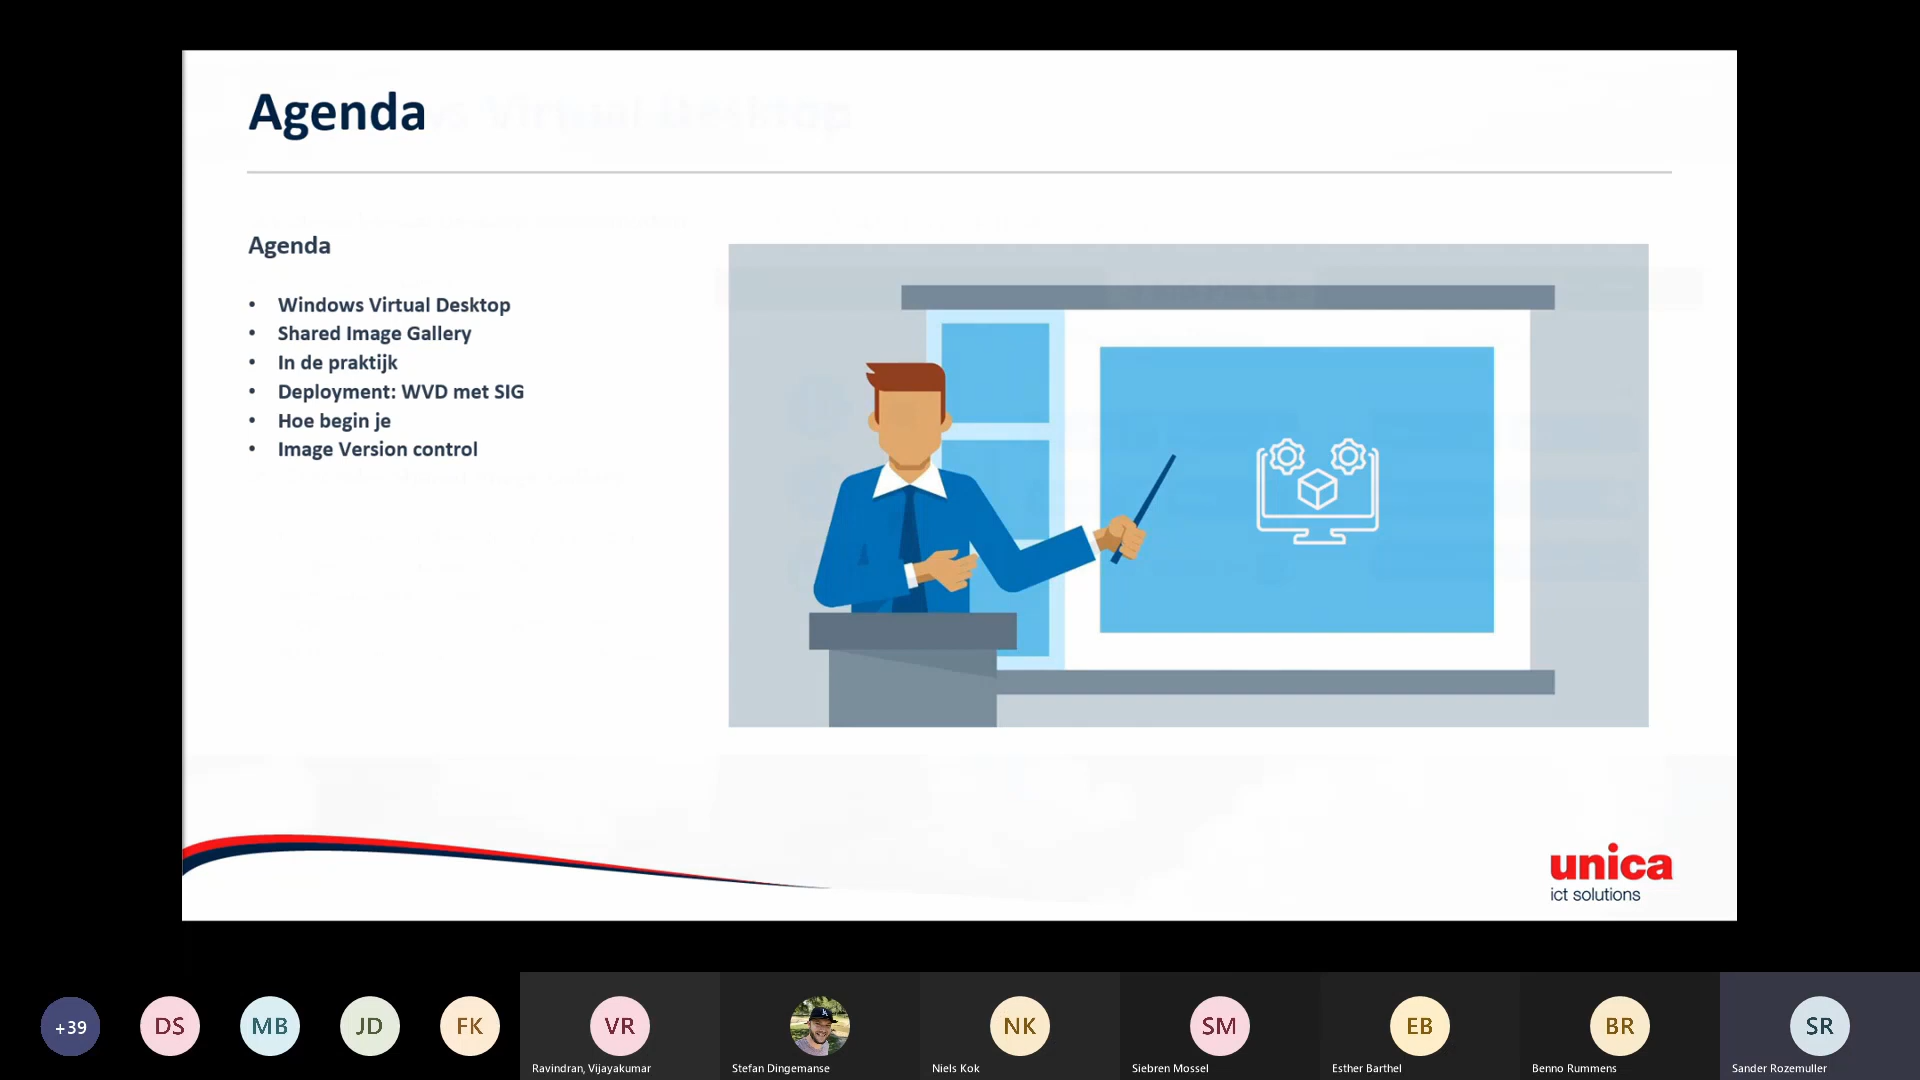 Agenda
Agenda
• Windows Virtual Desktop
• Shared Image Gallery
• In de praktijk
• Deployment: WVD met SIG
• Hoe begin je
• Image Version control
unica
ict solutions
+39
DS
MB
JD
FK
VR
NK
SM
EB
BR
SR
Ravindran, Vijayakumar
Stefan Dingemanse
Niels Kok
Siebren Mossel
Esther Barthel
Benno Rummens
Sander Rozemuller